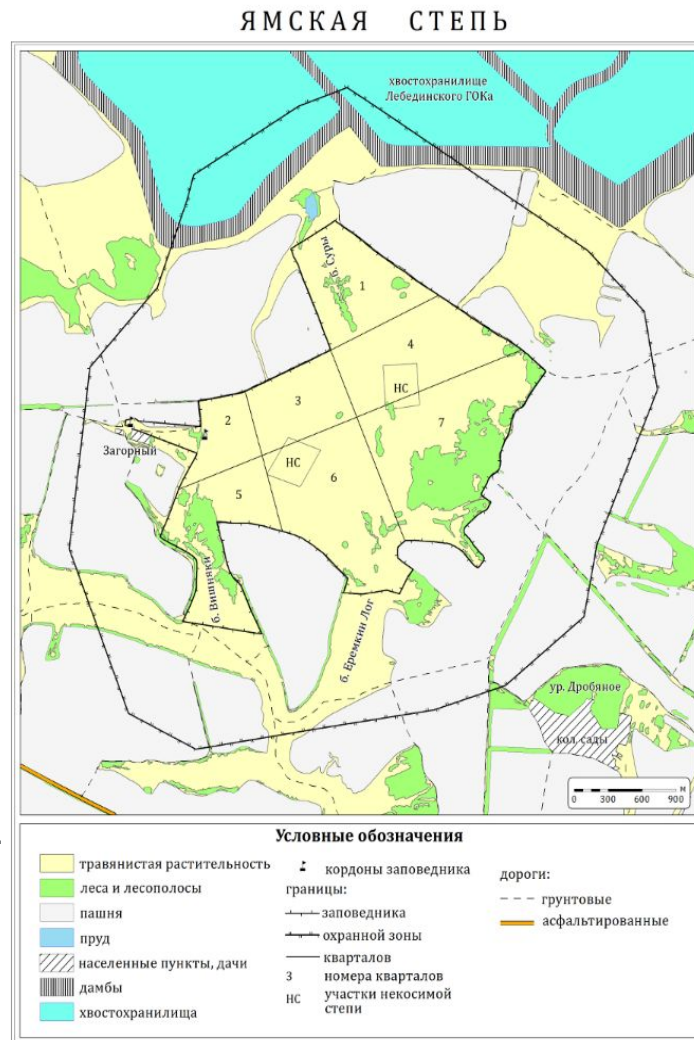 ЯМСКАЯ СТЕПЬ
хвостохранилище
Лебединского ГОКа
б. Суры
1
4
НС
3
2
7
Загорный
НС
6
5
б. Вишняки
б. Еремкин Лог
ур. Дробяное
кол. сады
м
0 300 600 900
Условные обозначения
травянистая растительность
леса и лесополосы
пашня
пруд
населенные пункты, дачи
дамбы
хвостохранилища
кордоны заповедника
границы:
заповедника
охранной зоны
кварталов
3 номера кварталов
НС участки некосимой
степи
дороги:
грунтовые
асфальтированные